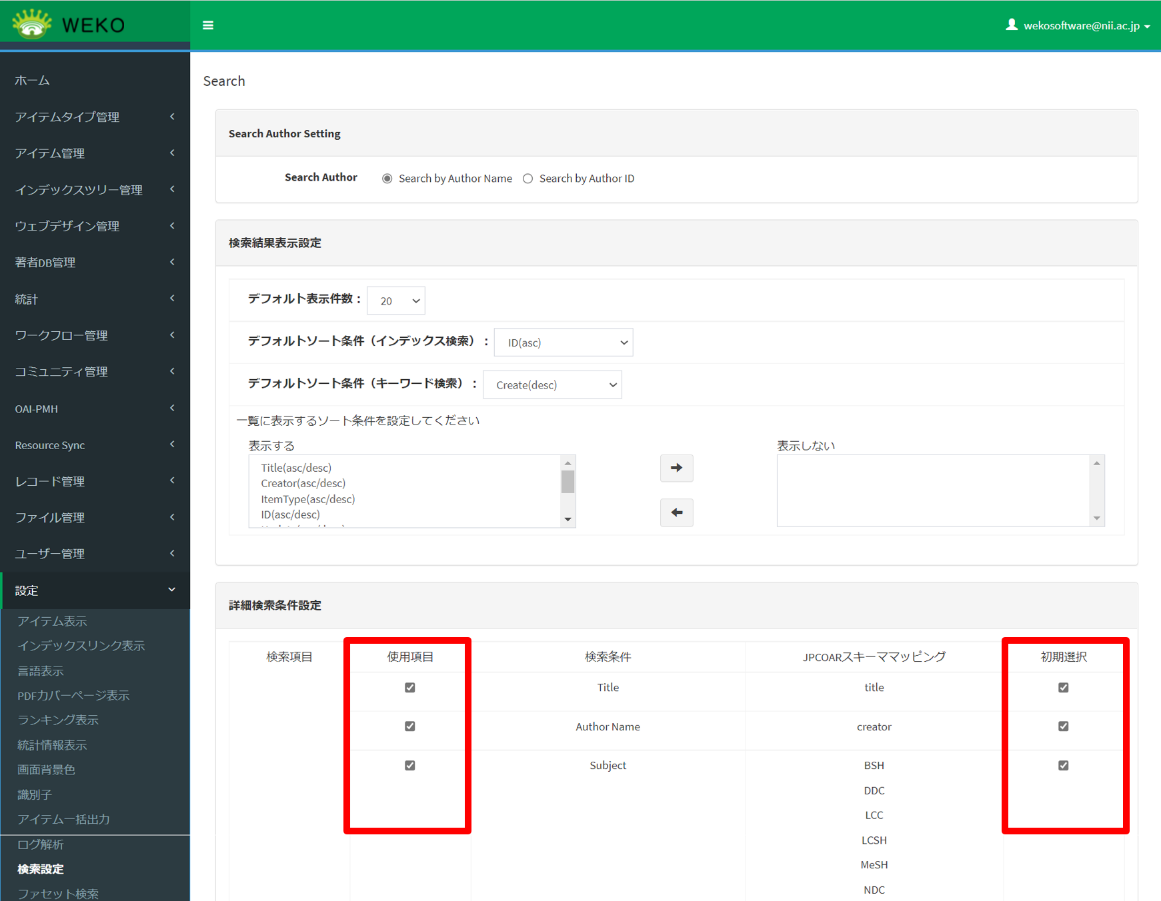 WEKO
wekosoftware@nii.ac.jp
ホーム
アイテムタイプ管理
アイテム管理
インデックスツリー管理
ウェブデザイン管理
著者DB管理
統計
ワークフロー管理
コミュニティ管理
OAI-PMH
Resource Sync
レコード管理
ファイル管理
ユーザー管理
設定
アイテム表示
インデックスリンク表示
言語表示
PDFカバーページ表示
ランキング表示
統計情報表示
画面背景色
識別子
アイテム一括出力
ログ解析
検索設定
ファセット検索
Search
Search Author Setting
Search Author Search by Author Name Search by Author ID
検索結果表示設定
デフォルト表示件数： 20
デフォルトソート条件（インデックス検索）： ID(asc)
デフォルトソート条件（キーワード検索）： Create(desc)
一覧に表示するソート条件を設定してください
表示する 表示しない
Title(asc/desc)
Creator(asc/desc)
ItemType(asc/desc)
ID(asc/desc)
詳細検索条件設定
検索項目 使用項目 検索条件 JPCOARスキーママッピング 初期選択
Title title
Author Name creator
Subject BSH
DDC
LCC
LCSH
MeSH
NDC